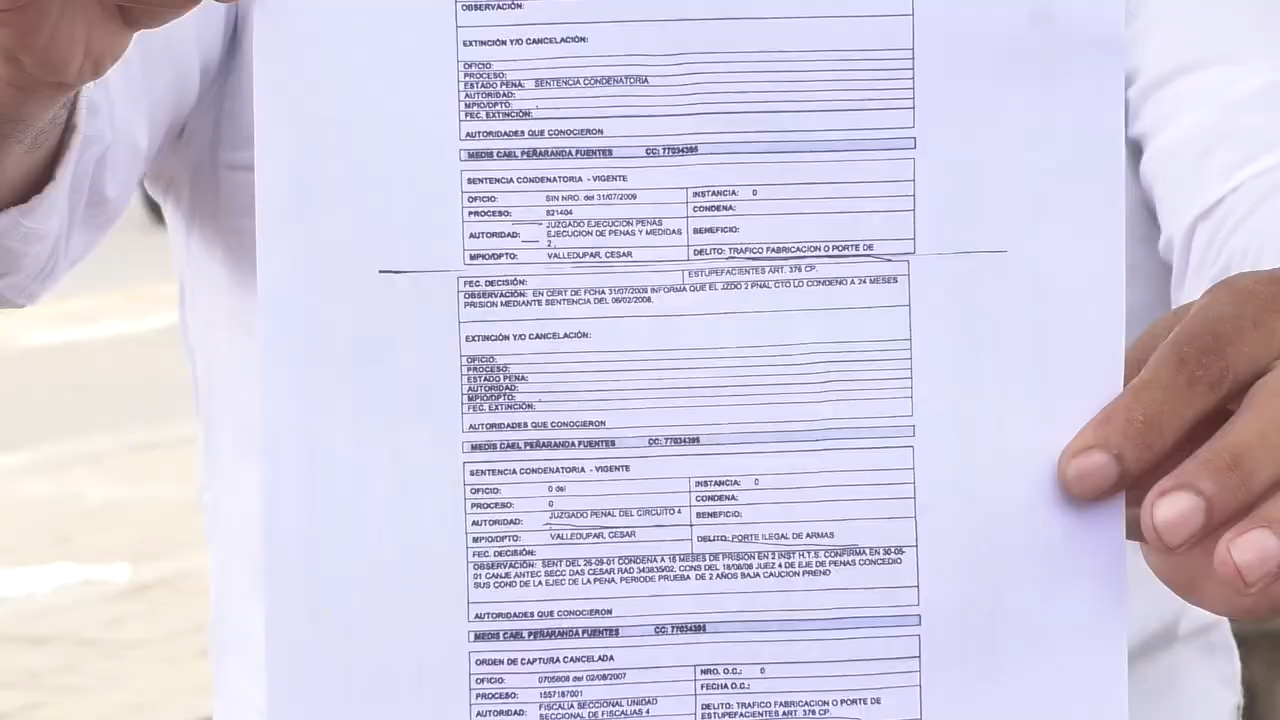 OBSERVACIÓN:
EXTINCIÓN Y/O CANCELACIÓN:
OFICIO:
PROCESO:
ESTADO PENA: SENTENCIA CONDENATORIA
AUTORIDAD:
MPIO/DPTO: .
FEC. EXTINCIÓN:
AUTORIDADES QUE CONOCIERON
MEDIS CAEL PEÑARANDA FUENTES CC: 77034395
SENTENCIA CONDENATORIA - VIGENTE
OFICIO: SIN NRO. del 31/07/2009 INSTANCIA: 0
PROCESO: 821404 CONDENA:
AUTORIDAD: JUZGADO EJECUCION PENAS
EJECUCION DE PENAS Y MEDIDAS
2 , BENEFICIO:
MPIO/DPTO: VALLEDUPAR, CESAR DELITO: TRAFICO FABRICACION O PORTE DE
ESTUPEFACIENTES ART. 376 CP.
FEC. DECISIÓN:
OBSERVACIÓN: EN CERT DE FCHA 31/07/2009 INFORMA QUE EL JZDO 2 PNAL CTO LO CONDENO A 24 MESES
PRISION MEDIANTE SENTENCIA DEL 06/02/2008.
EXTINCIÓN Y/O CANCELACIÓN:
OFICIO:
PROCESO:
ESTADO PENA:
AUTORIDAD:
MPIO/DPTO: .
FEC. EXTINCIÓN:
AUTORIDADES QUE CONOCIERON
MEDIS CAEL PEÑARANDA FUENTES CC: 77034395
SENTENCIA CONDENATORIA - VIGENTE
OFICIO: 0 del INSTANCIA: 0
PROCESO: 0 CONDENA:
AUTORIDAD: JUZGADO PENAL DEL CIRCUITO 4 BENEFICIO:
MPIO/DPTO: VALLEDUPAR, CESAR DELITO: PORTE ILEGAL DE ARMAS
FEC. DECISIÓN:
OBSERVACIÓN: SENT DEL 26-09-01 CONDENA A 16 MESES DE PRISION EN 2 INST H.T.S. CONFIRMA EN 30-05-
01 CANJE ANTEC SECC DAS CESAR RAD 343835/02. CONS DEL 18/08/06 JUEZ 4 DE EJE DE PENAS CONCEDIO
SUS COND DE LA EJEC DE LA PENA, PERIODE PRUEBA DE 2 AÑOS BAJA CAUCION PREND
AUTORIDADES QUE CONOCIERON
MEDIS CAEL PEÑARANDA FUENTES CC: 77034395
ORDEN DE CAPTURA CANCELADA
OFICIO: 0705808 del 02/08/2007 NRO. O.C.: 0
PROCESO: 1557187001 FECHA O.C.:
AUTORIDAD: FISCALIA SECCIONAL UNIDAD
SECCIONAL DE FISCALIAS 4 DELITO: TRAFICO FABRICACION O PORTE DE
ESTUPEFACIENTES ART. 376 CP.